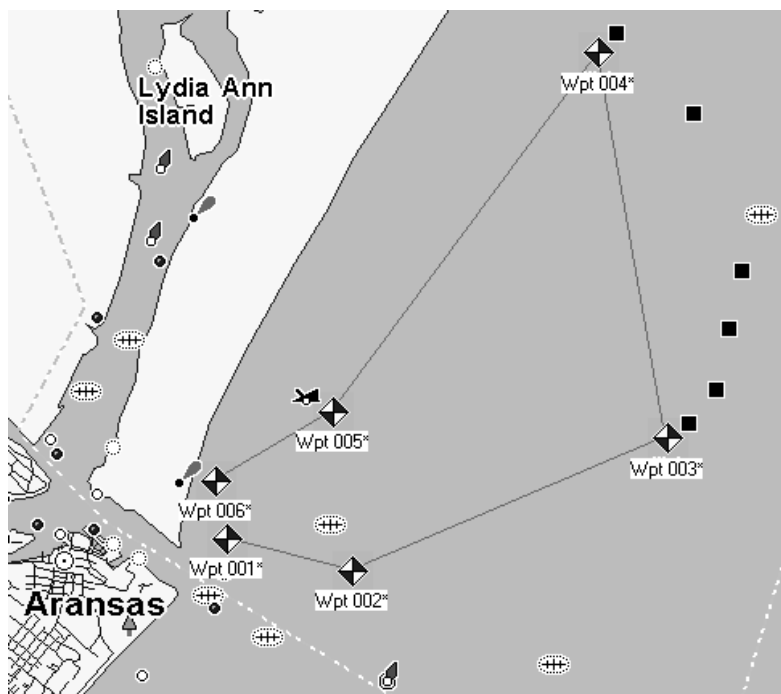 Lydia Ann
Island
Wpt 004*
Wpt 005*
Wpt 003*
Wpt 006*
Wpt 001*
Wpt 002*
Aransas